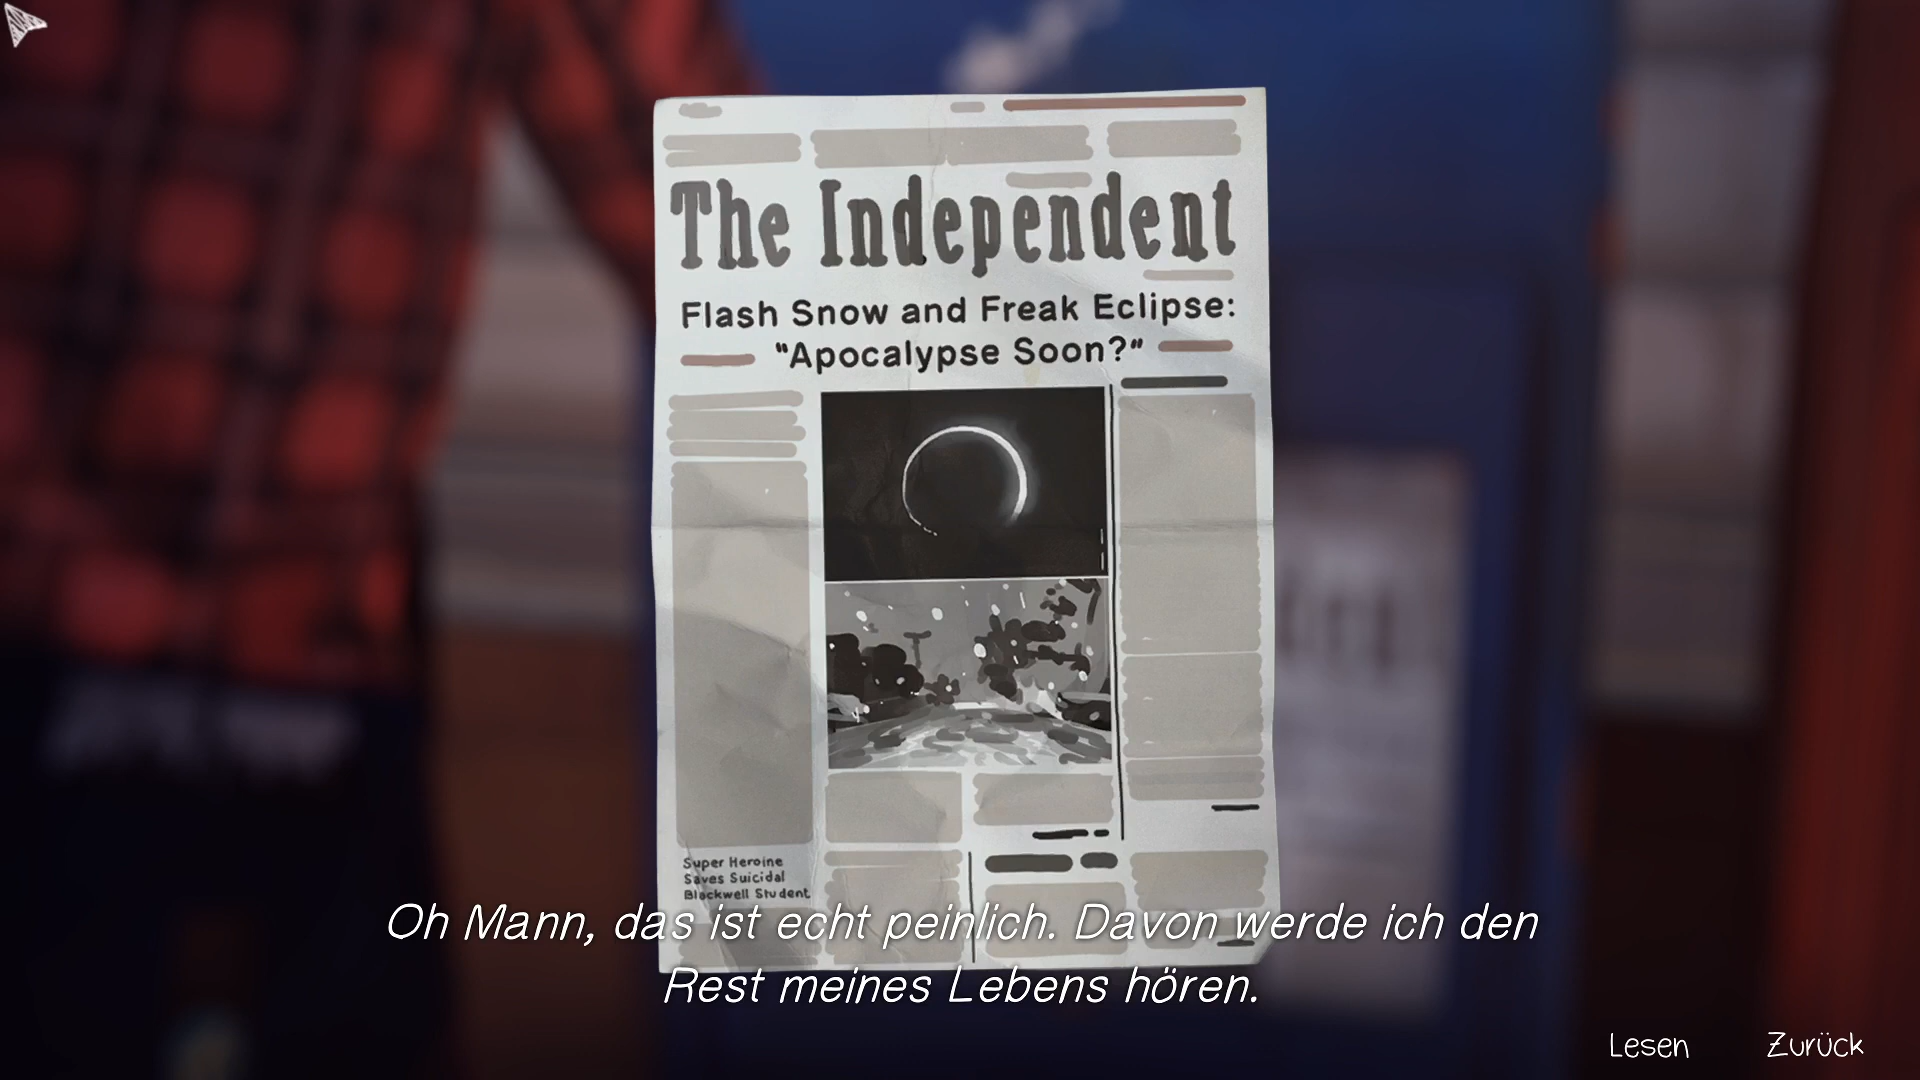 The Independent
Flash Snow and Freak Eclipse:
"Apocalypse Soon?"
Super Heroine
Saves Suicidal
Blackwell Student
Oh Mann, das ist echt peinlich. Davon werde ich den
Rest meines Lebens hören.
Lesen Zurück